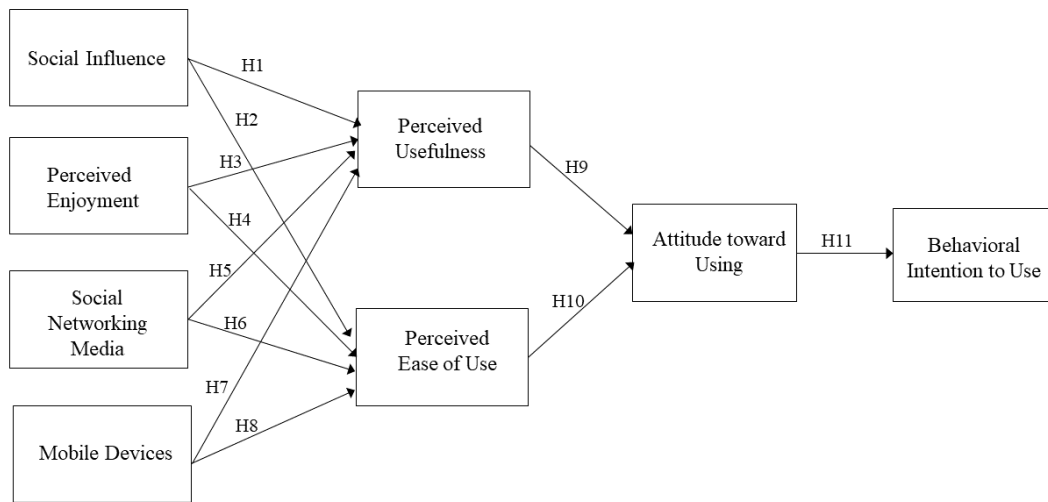 Social Influence
H1
H2
Perceived
Usefulness
Perceived
Enjoyment
H3
H4
H9
Attitude toward
Using
H11
Behavioral
Intention to Use
Social
Networking
Media
H5
H6
H10
Perceived
Ease of Use
H7
H8
Mobile Devices